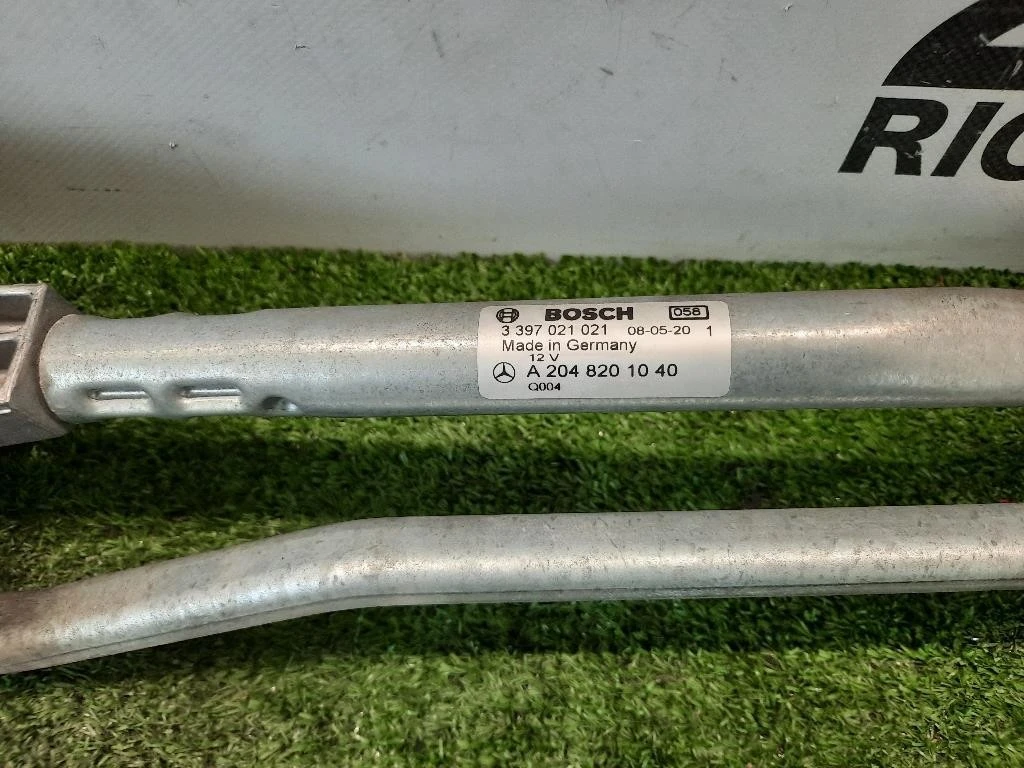 BOSCH 058
3 397 021 021 08-05-20 1
Made in Germany
12 V
A 204 820 10 40
Q004